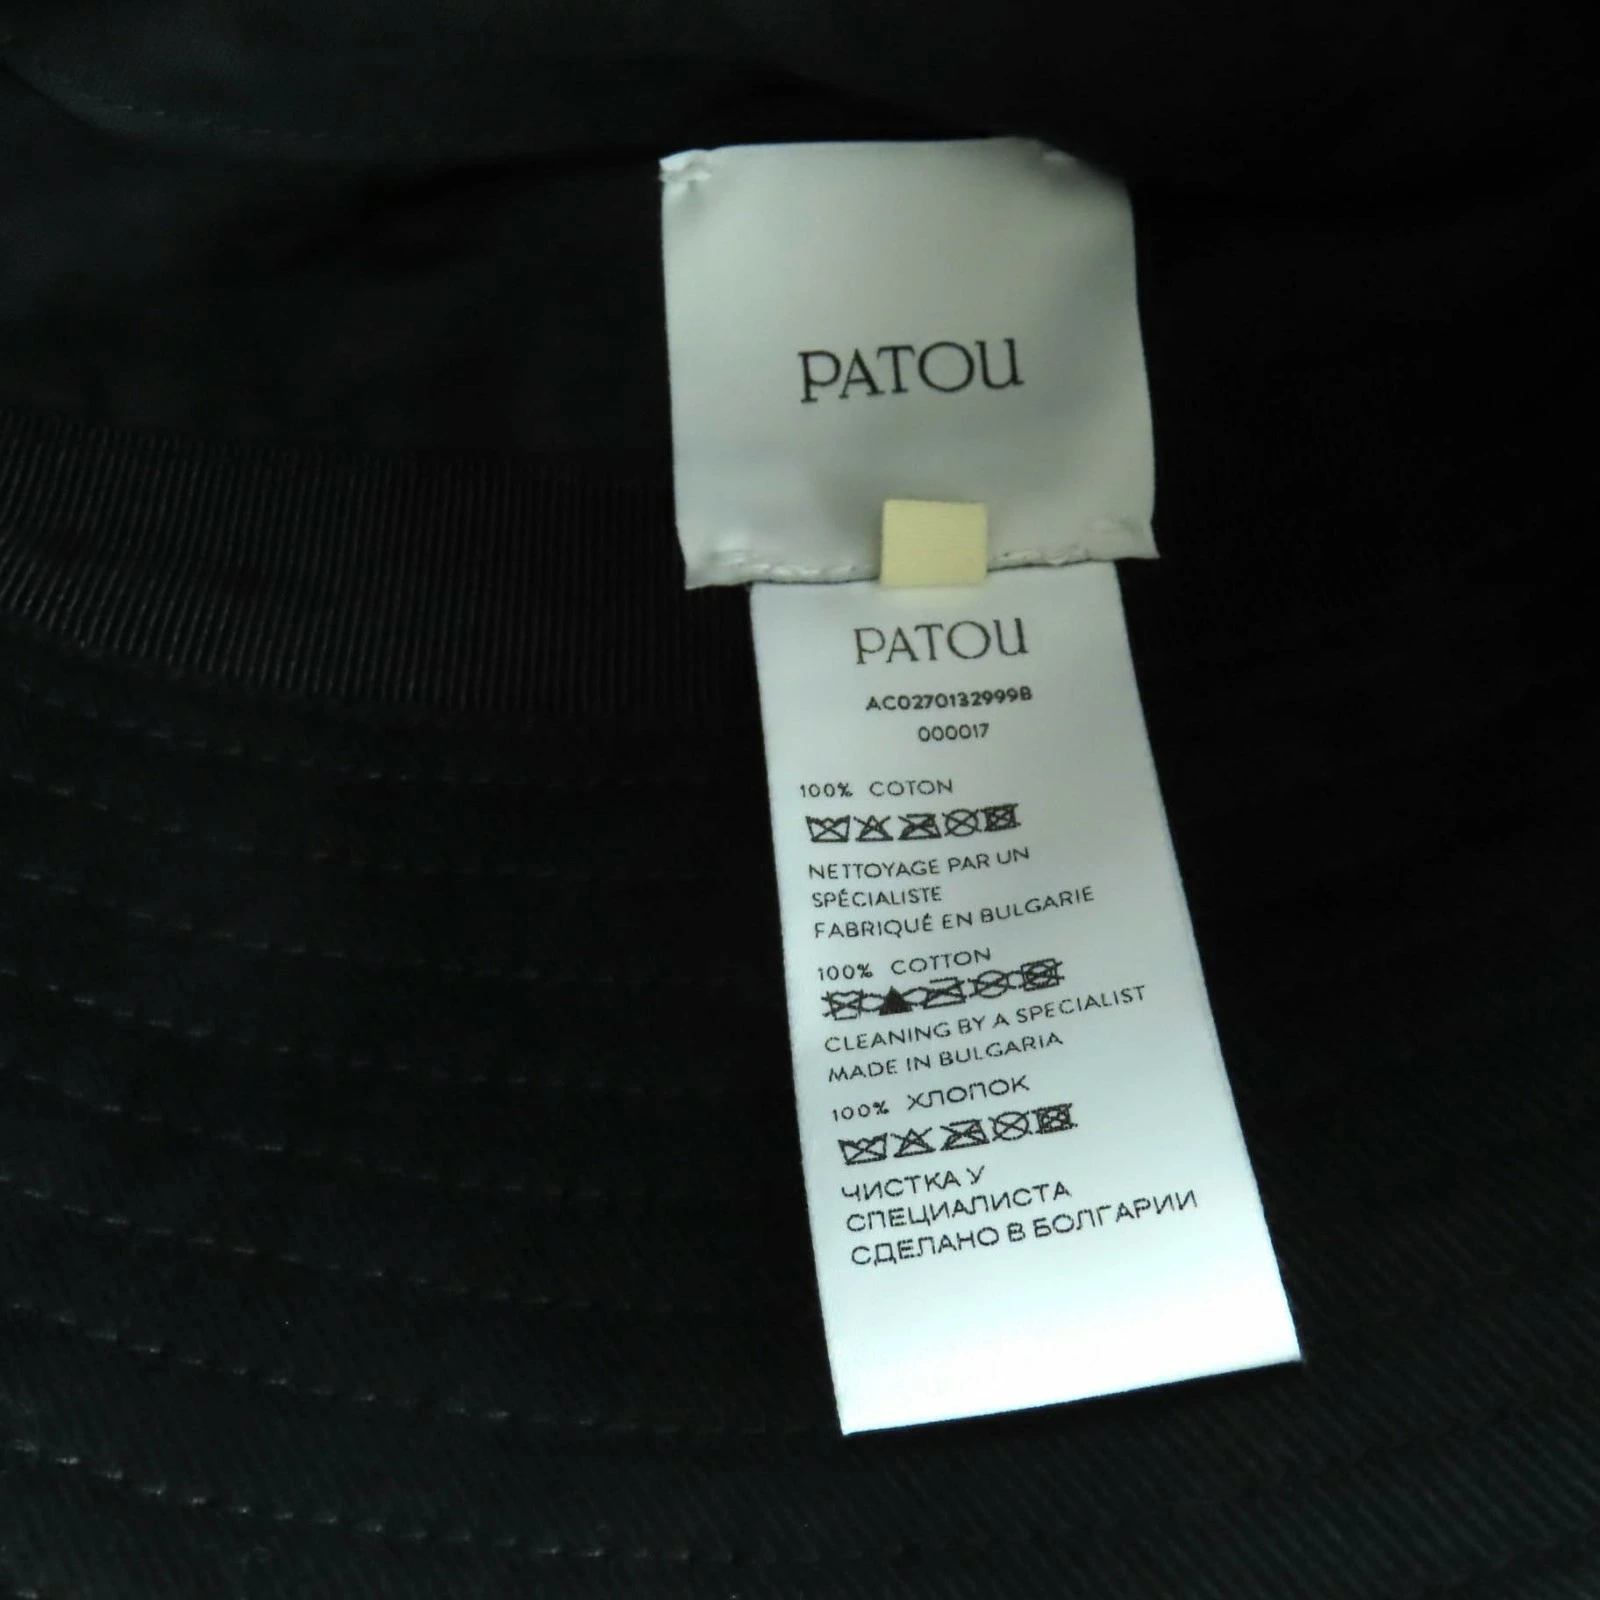 PATOU
PATOU
AC0270132999B
000017
100% COTON
NETTOYAGE PAR UN
SPÉCIALISTE
FABRIQUÉ EN BULGARIE
100% COTTON
CLEANING BY A SPECIALIST
MADE IN BULGARIA
100% ХЛОПОК
ЧИСТКА У
СПЕЦИАЛИСТА
СДЕЛАНО В БОЛГАРИИ